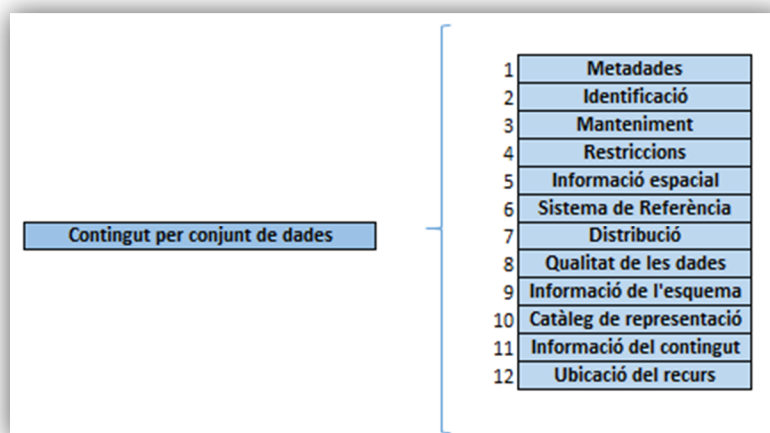 Contingut per conjunt de dades
1 Metadades
2 Identificació
3 Manteniment
4 Restriccions
5 Informació espacial
6 Sistema de Referència
7 Distribució
8 Qualitat de les dades
9 Informació de l'esquema
10 Catàleg de representació
11 Informació del contingut
12 Ubicació del recurs